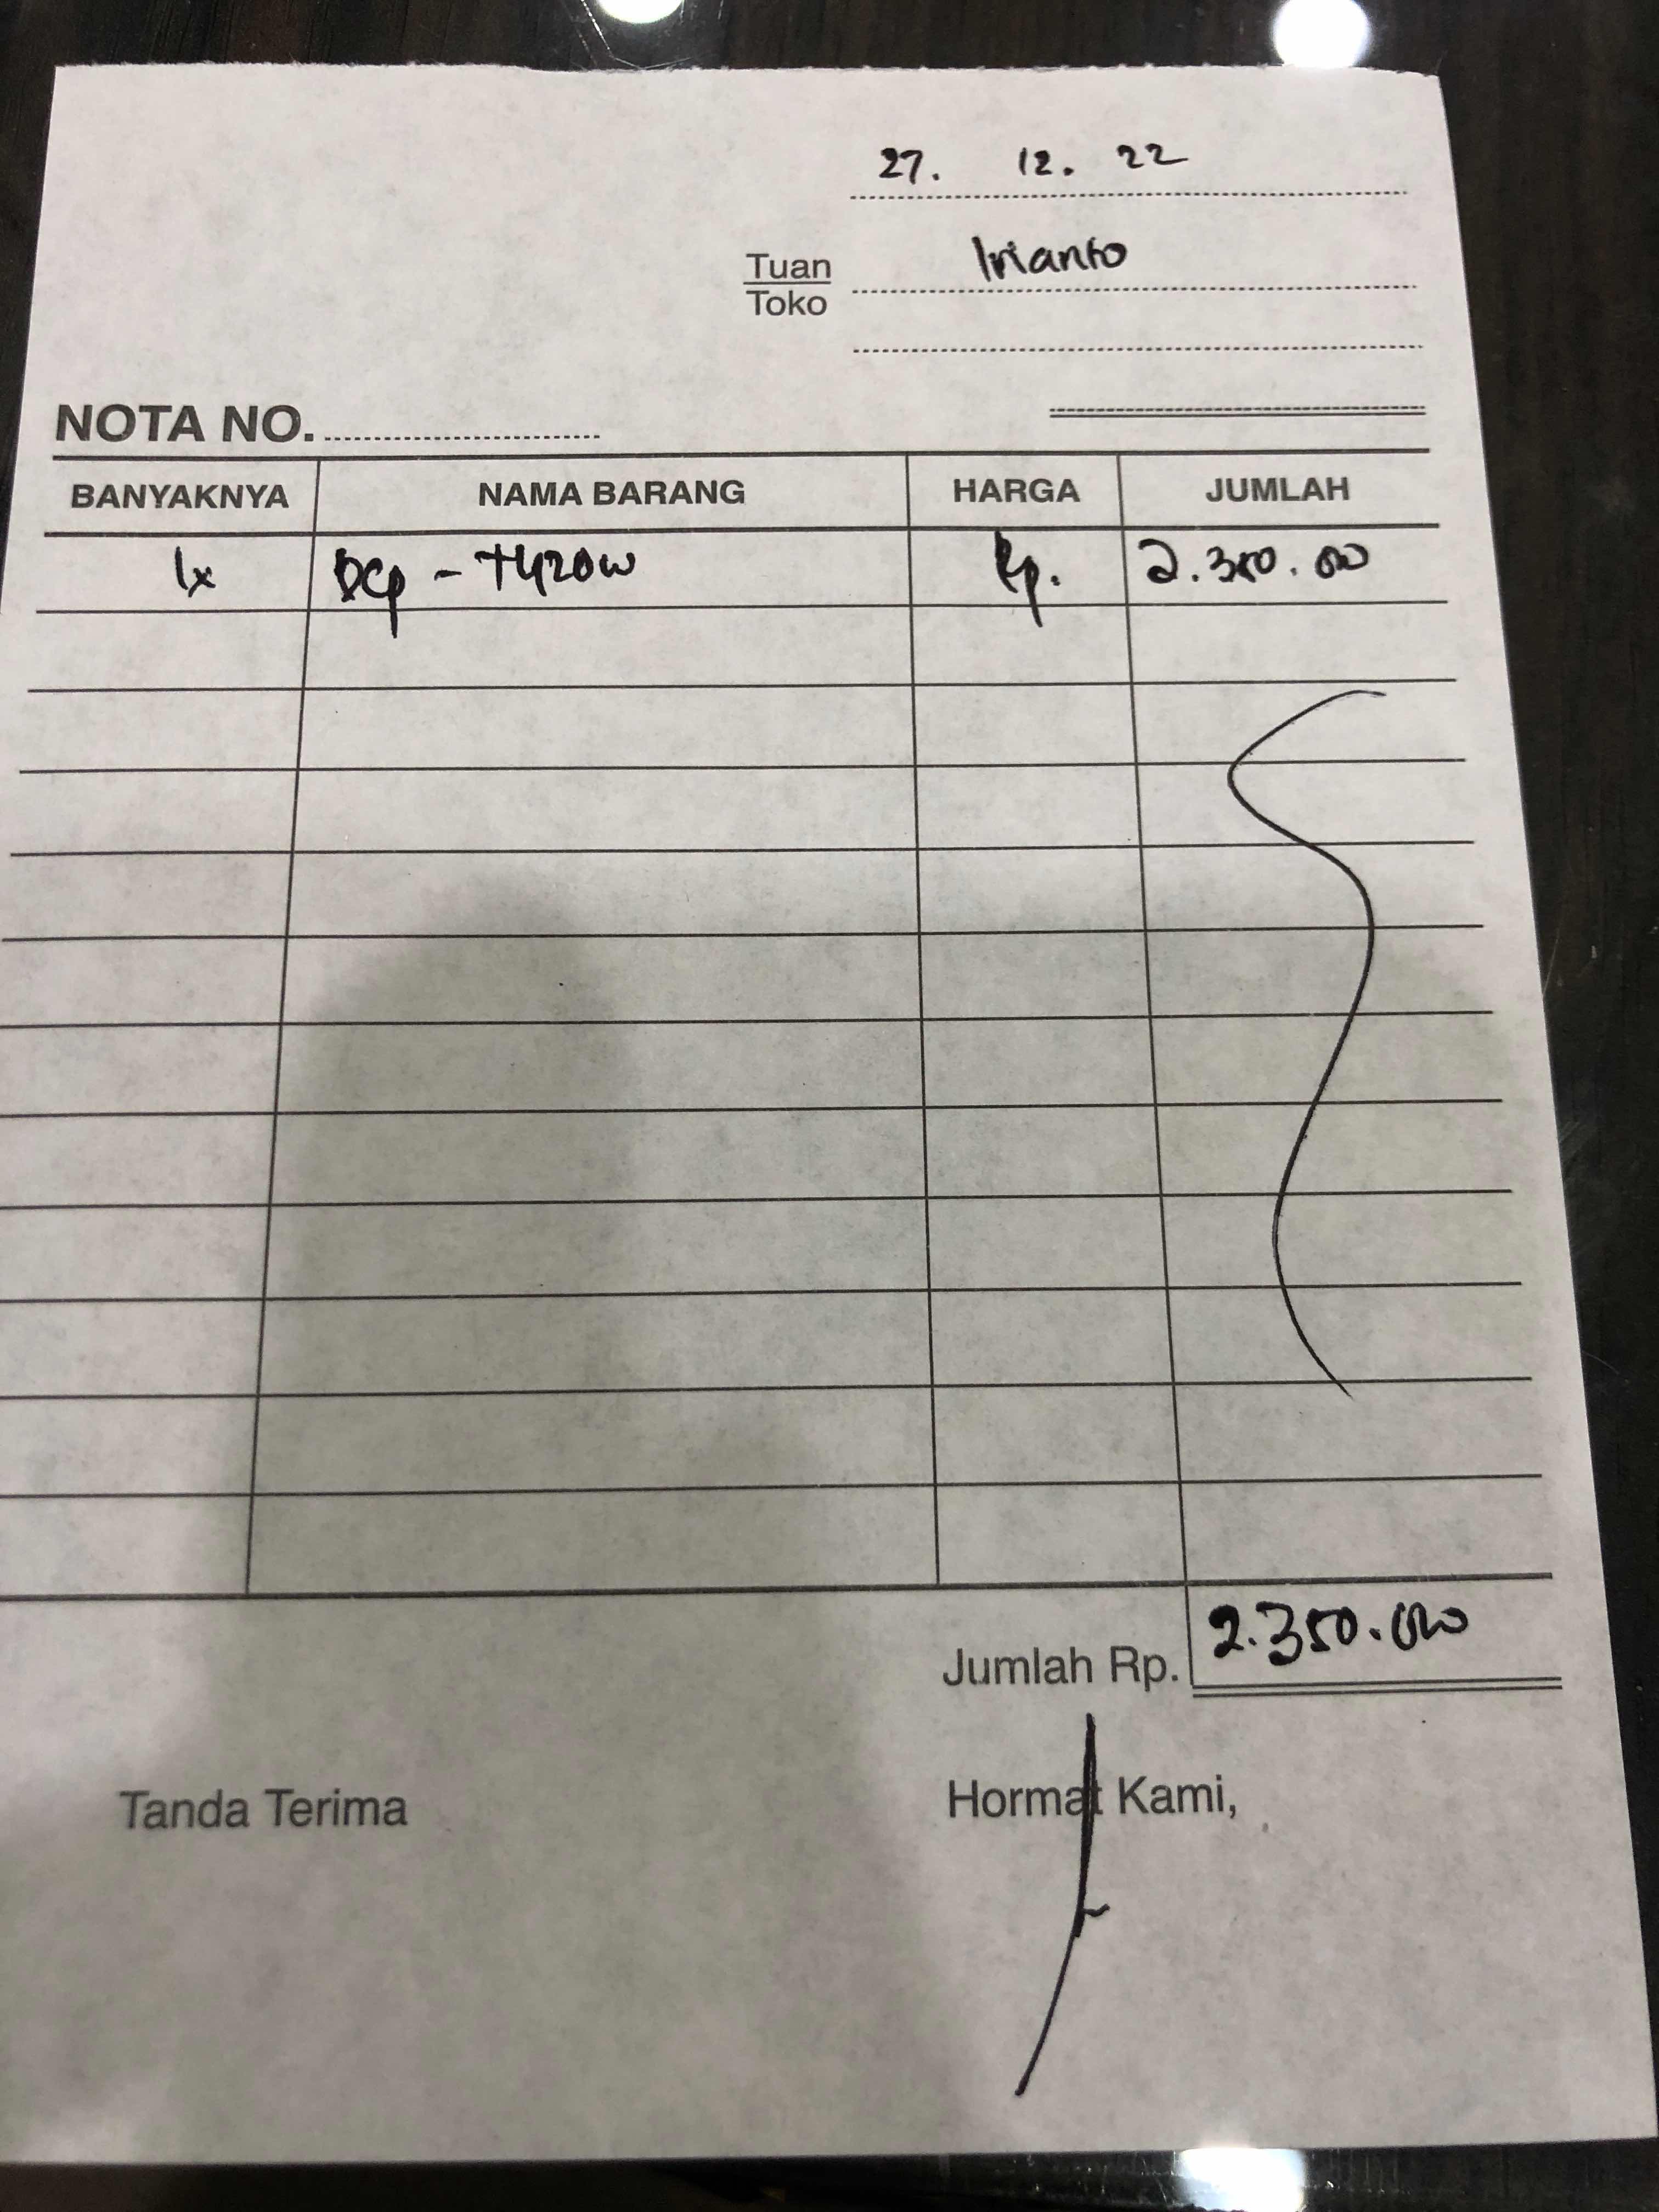 27. 12. 22
Tuan Irianto
Toko
NOTA NO.
BANYAKNYA NAMA BARANG HARGA JUMLAH
1x DCP - T420W Rp. 2.350.000
Jumlah Rp. 2.350.000
Tanda Terima Hormat Kami,